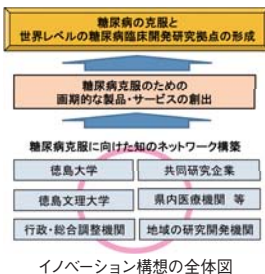 糖尿病の克服と
世界レベルの糖尿病臨床開発研究拠点の形成
糖尿病克服のための
画期的な製品・サービスの創出
糖尿病克服に向けた知のネットワーク構築
徳島大学
共同研究企業
徳島文理大学
県内医療機関 等
行政・総合調整機関
地域の研究開発機関
イノベーション構想の全体図